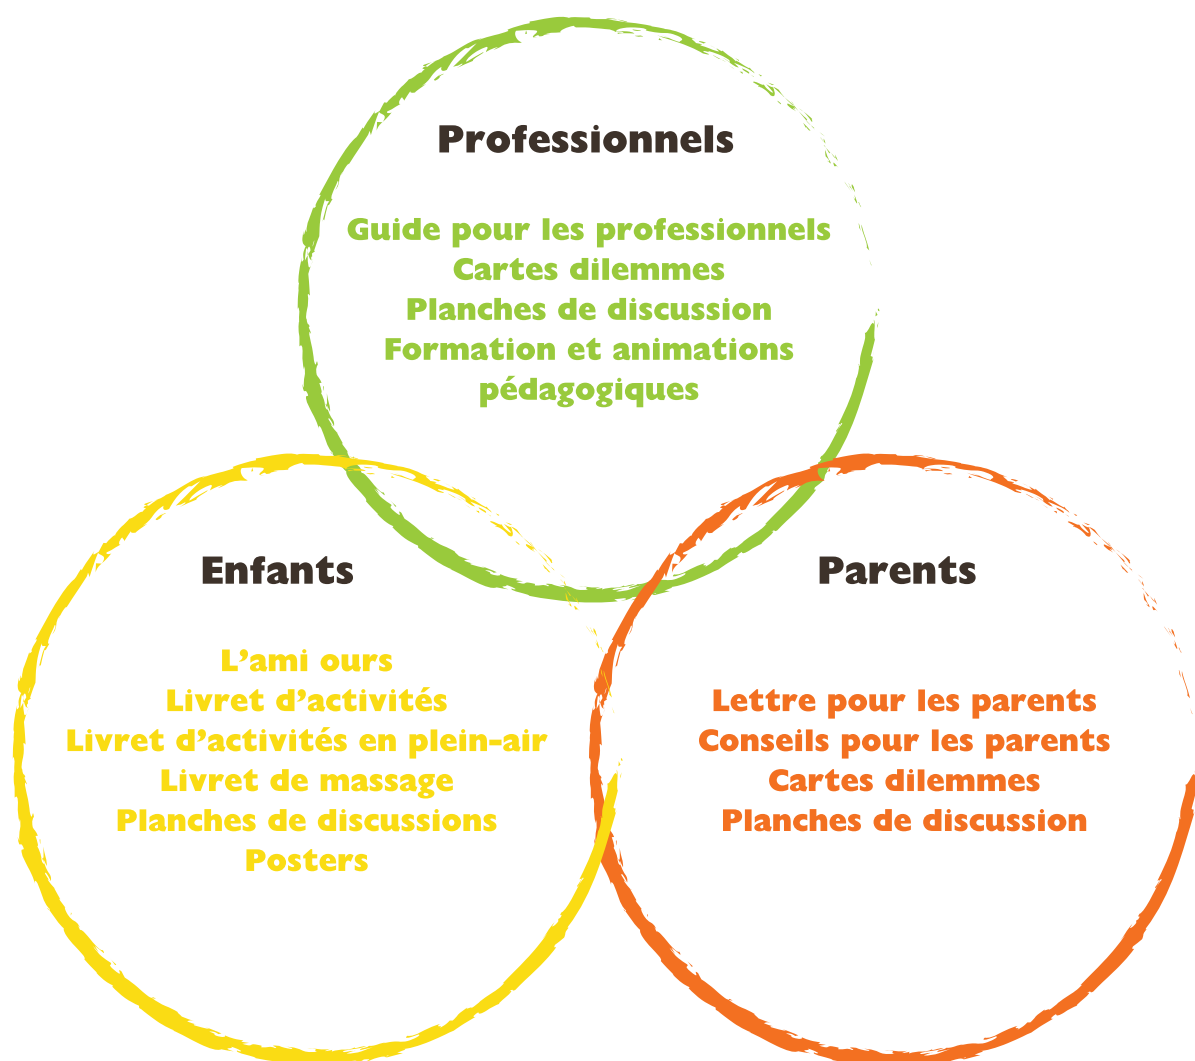 Professionnels
Guide pour les professionnels
Cartes dilemmes
Planches de discussion
Formation et animations
pédagogiques
Enfants
L’ami ours
Livret d’activités
Livret d’activités en plein-air
Livret de massage
Planches de discussions
Posters
Parents
Lettre pour les parents
Conseils pour les parents
Cartes dilemmes
Planches de discussion